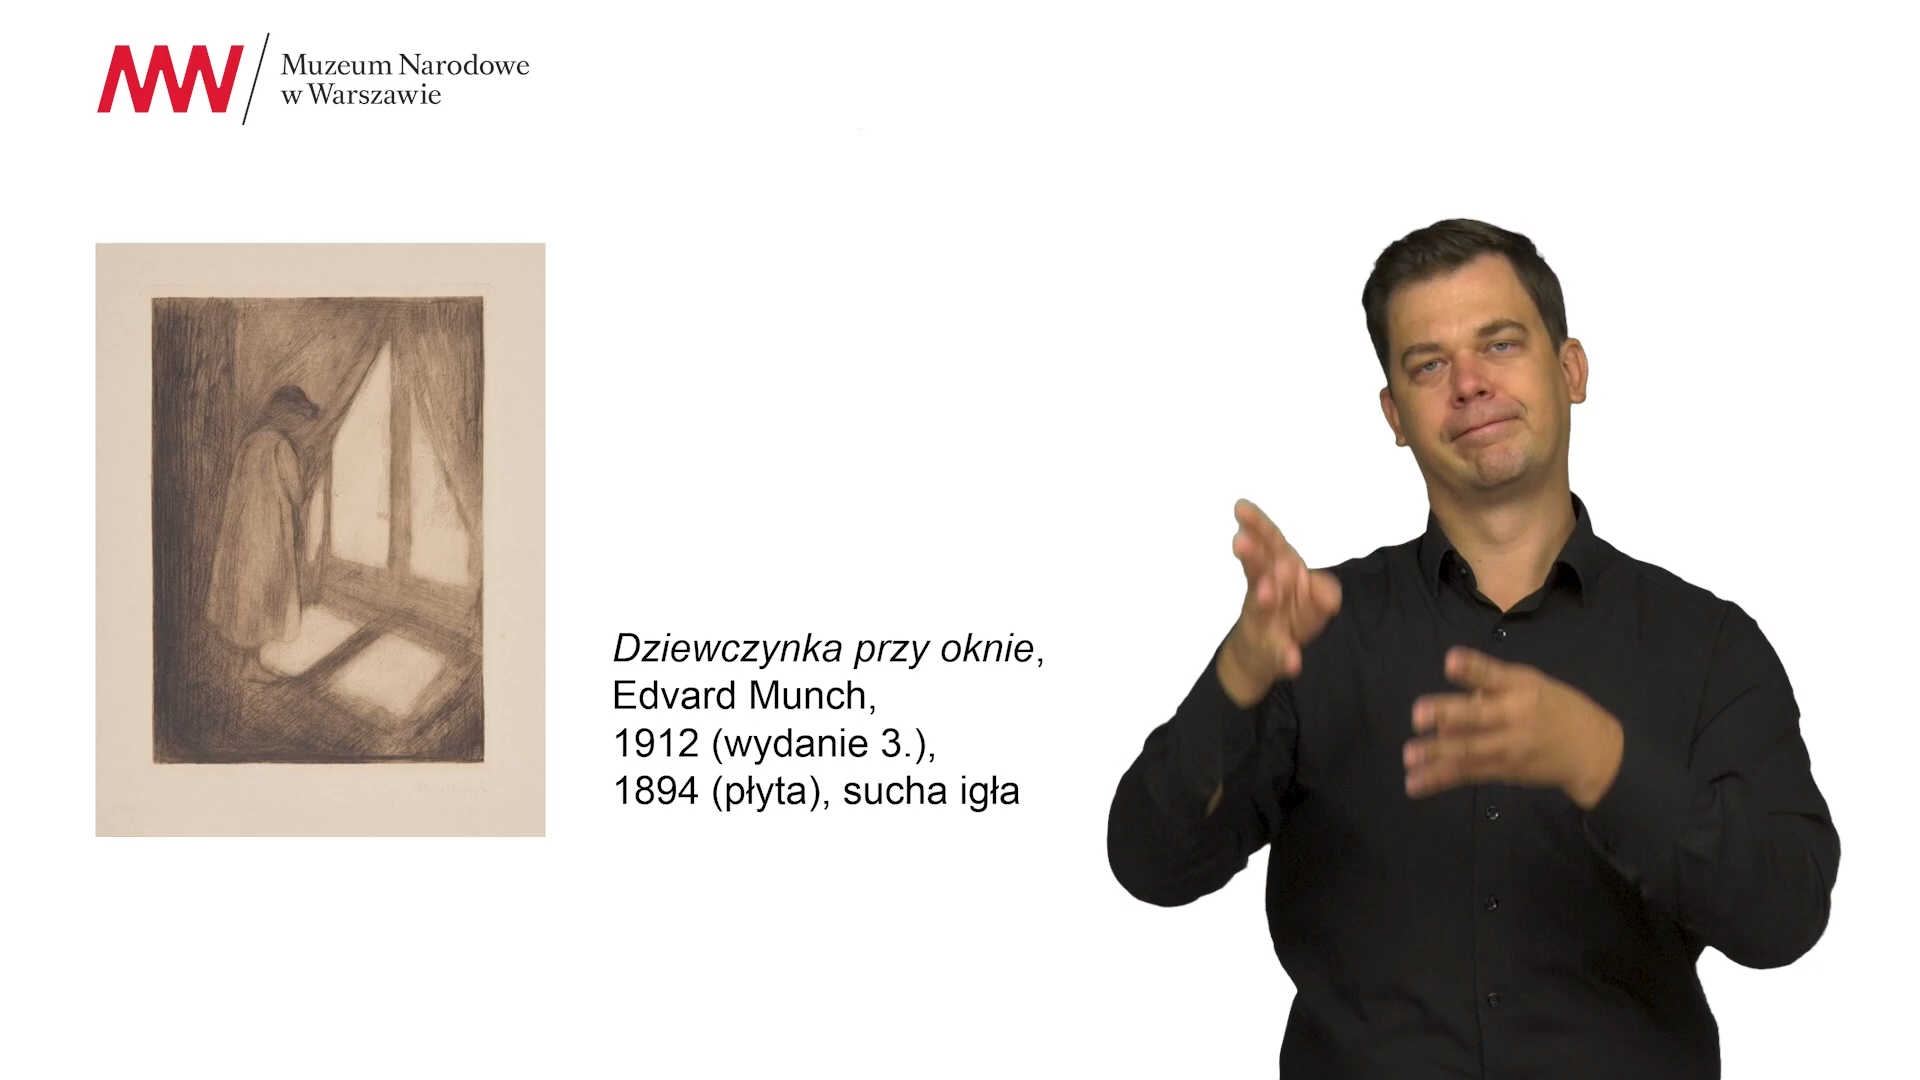 Muzeum Narodowe
w Warszawie
Dziewczynka przy oknie,
Edvard Munch,
1912 (wydanie 3.),
1894 (płyta), sucha igła